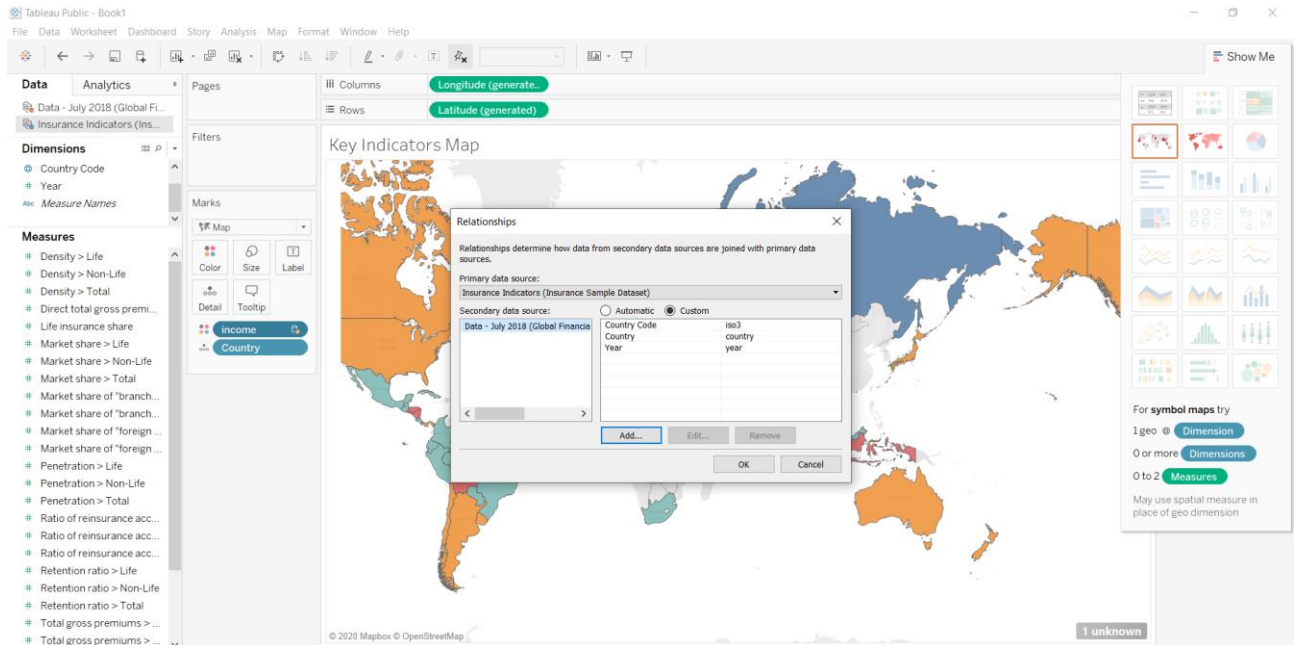 Tableau Public - Book1
File Data Worksheet Dashboard Story Analysis Map Format Window Help
Show Me
Data Analytics
Data - July 2018 (Global Fi...
Insurance Indicators (Ins...
Dimensions
Country Code
# Year
Abc Measure Names
Measures
# Density > Life
# Density > Non-Life
# Density > Total
# Direct total gross premi...
# Life insurance share
# Market share > Life
# Market share > Non-Life
# Market share > Total
# Market share of "branch...
# Market share of "branch...
# Market share of "foreign ...
# Market share of "foreign ...
# Penetration > Life
# Penetration > Non-Life
# Penetration > Total
# Ratio of reinsurance acc...
# Ratio of reinsurance acc...
# Ratio of reinsurance acc...
# Retention ratio > Life
# Retention ratio > Non-Life
# Retention ratio > Total
# Total gross premiums > ...
# Total gross premiums > ...
Pages
Filters
Marks
Map
Color Size Label
Detail Tooltip
income
Country
iii Columns Longitude (generate..
Rows Latitude (generated)
Key Indicators Map
Relationships
Relationships determine how data from secondary data sources are joined with primary data
sources.
Primary data source:
Insurance Indicators (Insurance Sample Dataset)
Secondary data source: Automatic Custom
Data - July 2018 (Global Financia
Country Code iso3
Country country
Year year
Add... Edit... Remove
OK Cancel
© 2020 Mapbox © OpenStreetMap
1 unknown
For symbol maps try
1 geo Dimension
0 or more Dimensions
0 to 2 Measures
May use spatial measure in
place of geo dimension